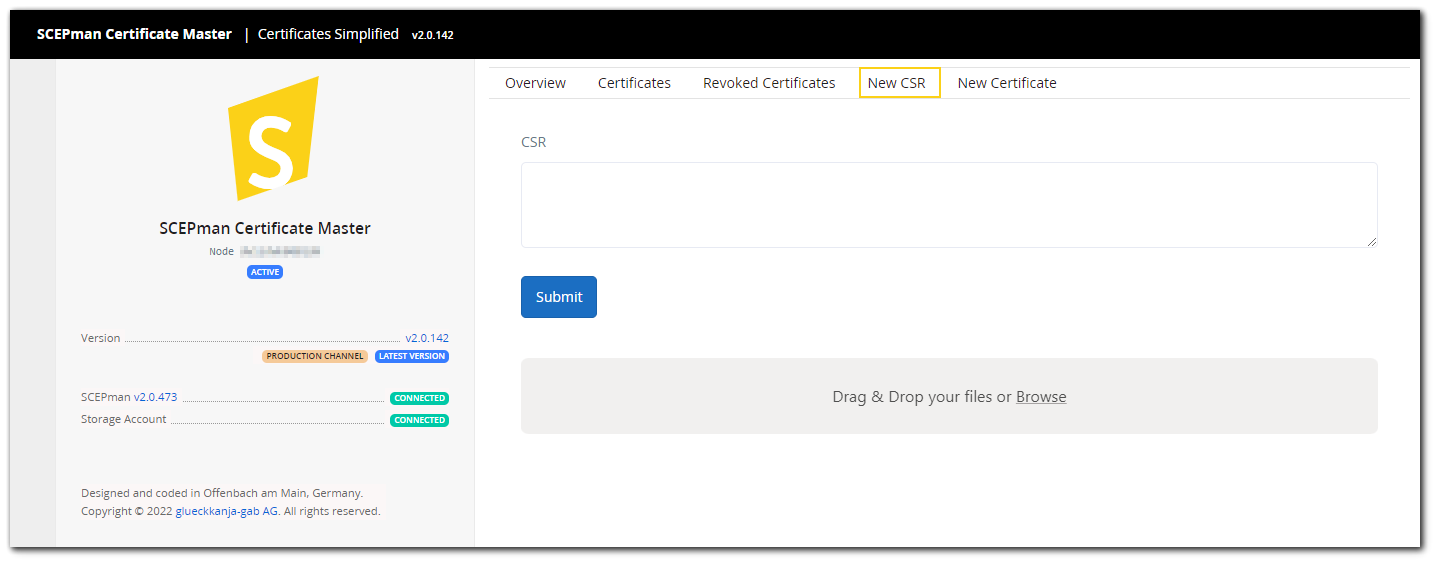 SCEPman Certificate Master | Certificates Simplified v2.0.142
S
SCEPman Certificate Master
Node
ACTIVE
Version v2.0.142
PRODUCTION CHANNEL LATEST VERSION
SCEPman v2.0.473 CONNECTED
Storage Account CONNECTED
Designed and coded in Offenbach am Main, Germany.
Copyright © 2022 glueckkanja-gab AG. All rights reserved.
Overview Certificates Revoked Certificates New CSR New Certificate
CSR
Submit
Drag & Drop your files or Browse